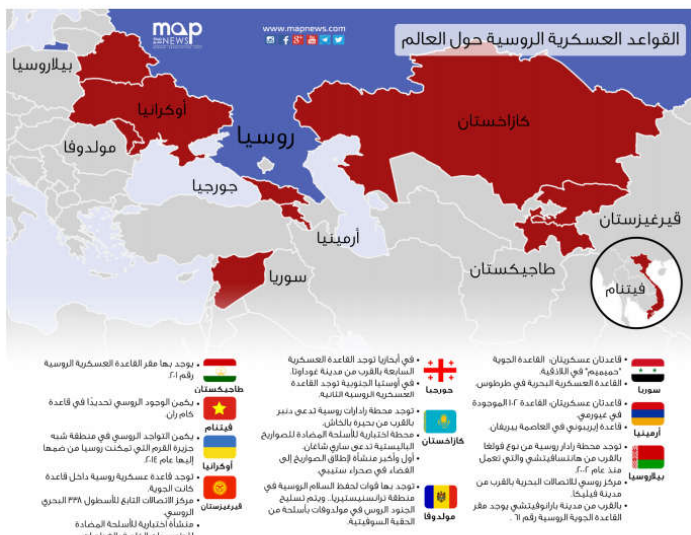 القواعد العسكرية الروسية حول العالم
www.mapnews.com
map
NEWS
بيلاروسيا
أوكرانيا
مولدوفا
روسيا
كازاخستان
جورجيا
أرمينيا
قيرغيزستان
طاجيكستان
سوريا
فيتنام
سوريا
• قاعدتان عسكريتان: القاعدة الجوية
"حميميم" في اللاذقية.
• القاعدة العسكرية البحرية في طرطوس.
أرمينيا
• قاعدتان عسكريتان، القاعدة ١٠٢ الموجودة
في غيورمي.
• قاعدة إيريبوني في العاصمة يريفان.
بيلاروسيا
• توجد محطة رادار روسية من نوع فولغا
بالقرب من هانتسافيتشي والتي تعمل
منذ عام ٢٠٠٢.
• مركز روسي للاتصالات البحرية بالقرب من
مدينة فيليكا.
• بالقرب من مدينة بارانوفيتشي يوجد مقر
القاعدة الجوية الروسية رقم ٦١.
جورجيا
• في أبخازيا توجد القاعدة العسكرية
السابعة بالقرب من مدينة غوداوتا.
• في أوسيتيا الجنوبية توجد القاعدة
العسكرية الروسية الثانية.
كازاخستان
• توجد محطة رادارات روسية تدعى دنبر
بالقرب من بحيرة بالخاش.
• محطة اختبارية للأسلحة المضادة للصواريخ
الباليستية تدعى ساري شاغان.
• أول وأكبر منشأة لإطلاق الصواريخ إلى
الفضاء في صحراء ستيبي.
مولدوفا
• توجد بها قوات لحفظ السلام الروسية في
منطقة ترانسنيستيريا.. ويتم تسليح
الجنود الروس في مولدوفات بأسلحة من
الحقبة السوفيتية.
طاجيكستان
• يوجد بها مقر القاعدة العسكرية الروسية
رقم ٢٠١.
فيتنام
• يكمن الوجود الروسي تحديدًا في قاعدة
كام ران.
أوكرانيا
• يكمن التواجد الروسي في منطقة شبه
جزيرة القرم التي تمكنت روسيا من ضمها
إليها عام ٢٠١٤.
قيرغيزستان
• توجد قاعدة عسكرية روسية داخل قاعدة
كانت الجوية.
• مركز الاتصالات التابع للأسطول ٣٣٨ البحري
الروسي.
• منشأة اختبارية للأسلحة المضادة